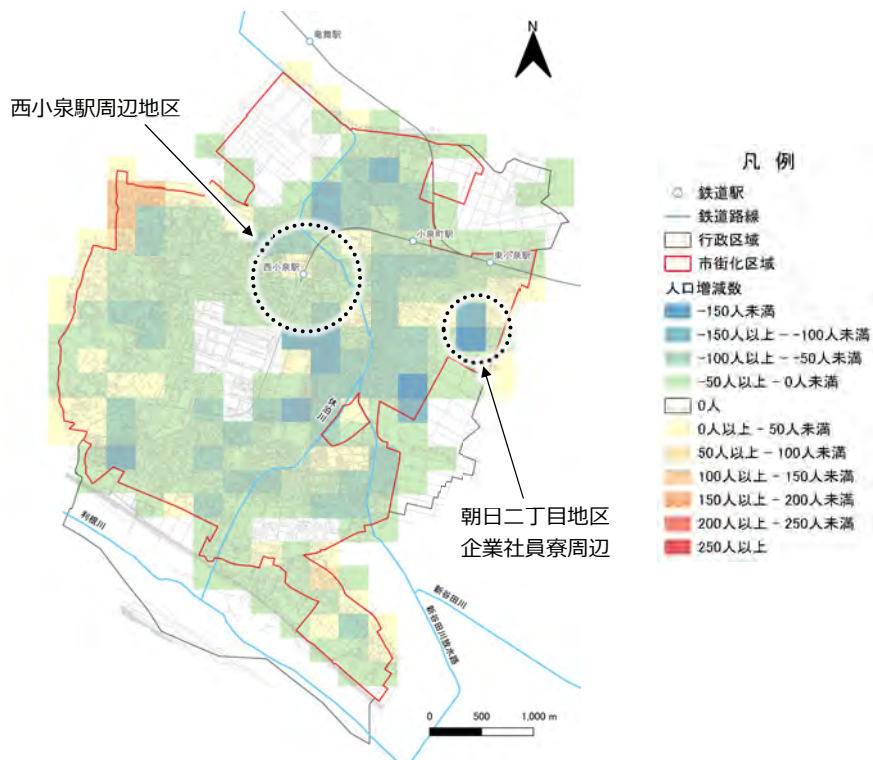 竜舞駅
N
西小泉駅周辺地区
小泉町駅
東小泉駅
西小泉駅
休泊川
朝日二丁目地区
企業社員寮周辺
利根川
新谷田川
新谷田川放水路
0 500 1,000 m
凡 例
鉄道駅
鉄道路線
行政区域
市街化区域
人口増減数
-150人未満
-150人以上 - -100人未満
-100人以上 - -50人未満
-50人以上 - 0人未満
0人
0人以上 - 50人未満
50人以上 - 100人未満
100人以上 - 150人未満
150人以上 - 200人未満
200人以上 - 250人未満
250人以上